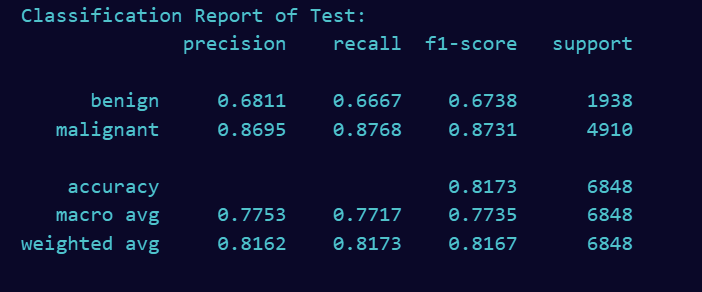 Classification Report of Test:
precision recall f1-score support
benign 0.6811 0.6667 0.6738 1938
malignant 0.8695 0.8768 0.8731 4910
accuracy 0.8173 6848
macro avg 0.7753 0.7717 0.7735 6848
weighted avg 0.8162 0.8173 0.8167 6848